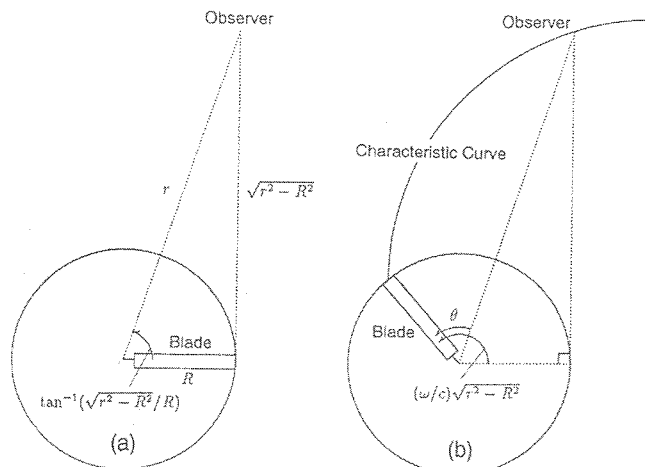 Observer
r
√(r² − R²)
Blade
R
tan⁻¹(√(r² − R²)/R)
(a)
Observer
Characteristic Curve
θ
Blade
(ω/c)√(r² − R²)
(b)